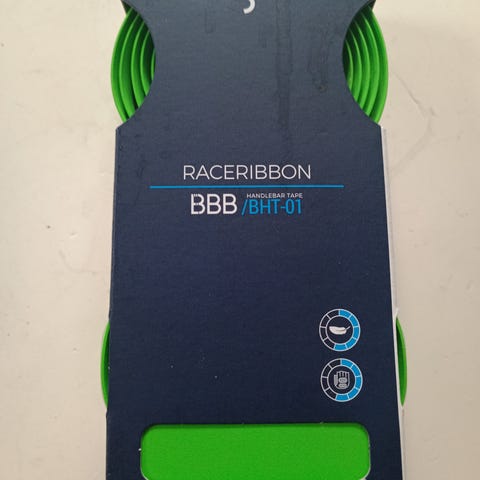 RACERIBBON
BBB HANDLEBAR TAPE
/BHT-01